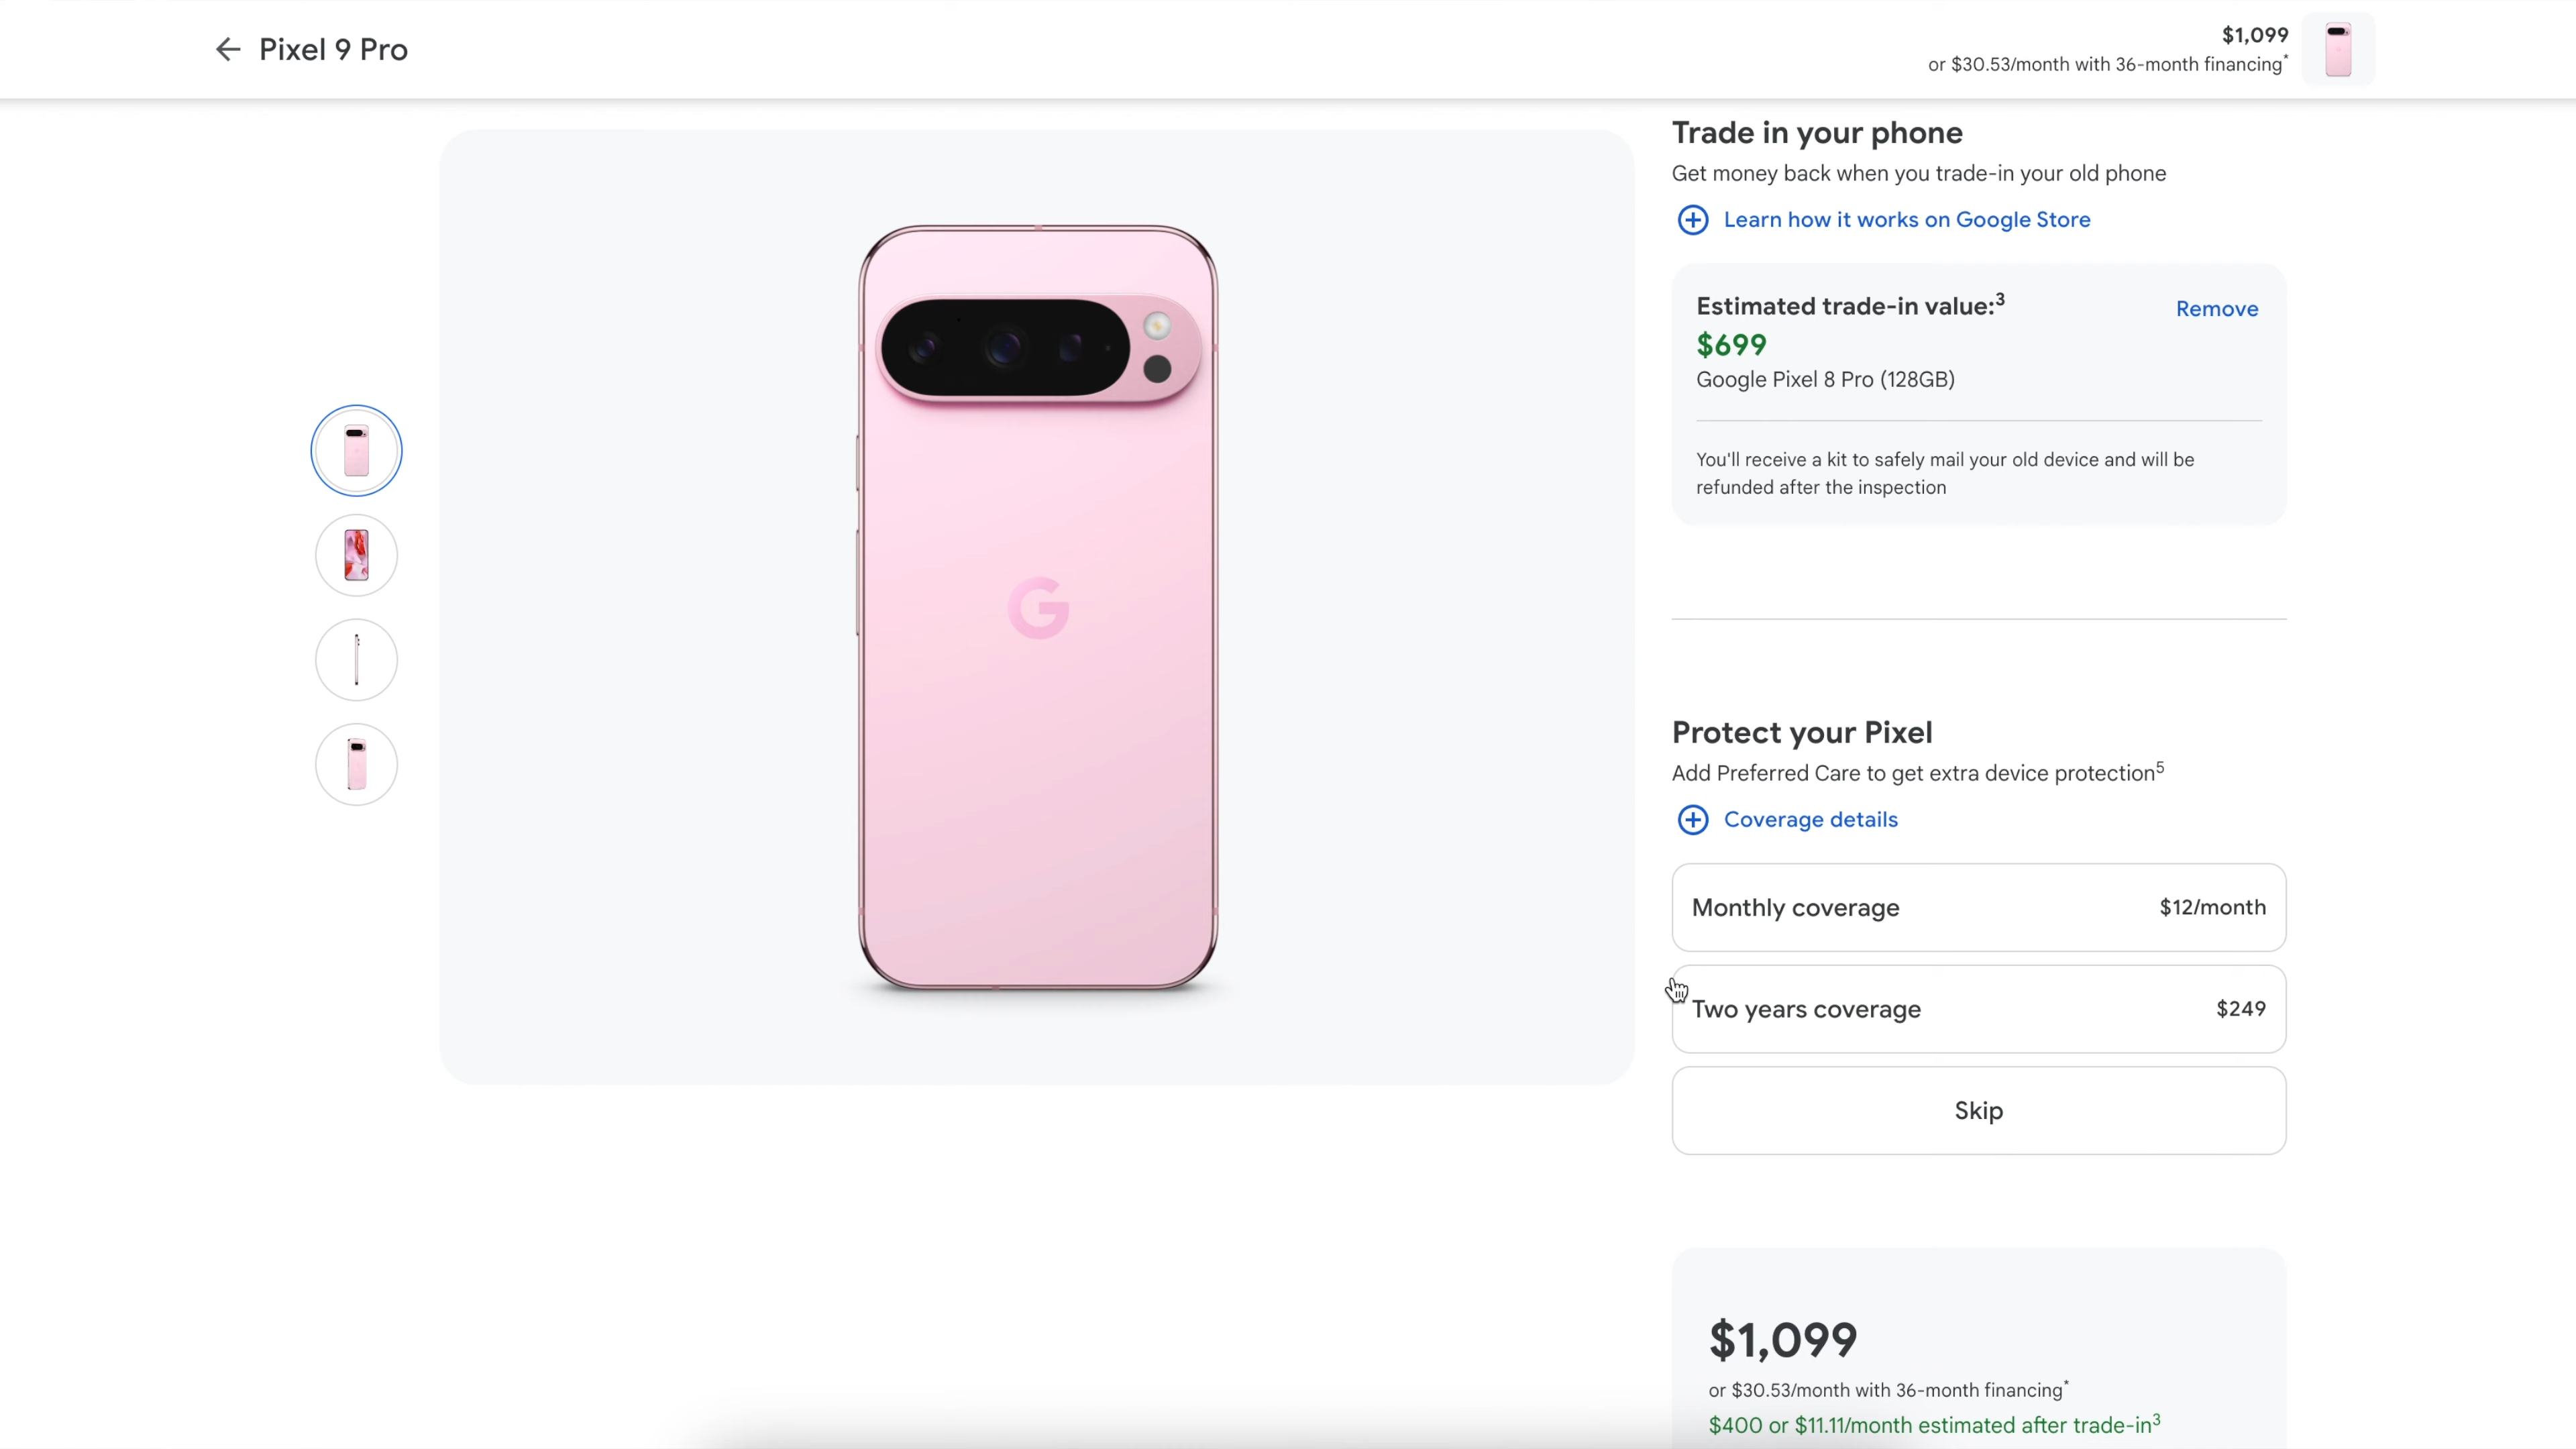 Pixel 9 Pro
$1,099
or $30.53/month with 36-month financing*
Trade in your phone
Get money back when you trade-in your old phone
Learn how it works on Google Store
Estimated trade-in value:3
Remove
$699
Google Pixel 8 Pro (128GB)
You'll receive a kit to safely mail your old device and will be
refunded after the inspection
G
Protect your Pixel
Add Preferred Care to get extra device protection5
Coverage details
Monthly coverage
$12/month
Two years coverage
$249
Skip
$1,099
or $30.53/month with 36-month financing*
$400 or $11.11/month estimated after trade-in3